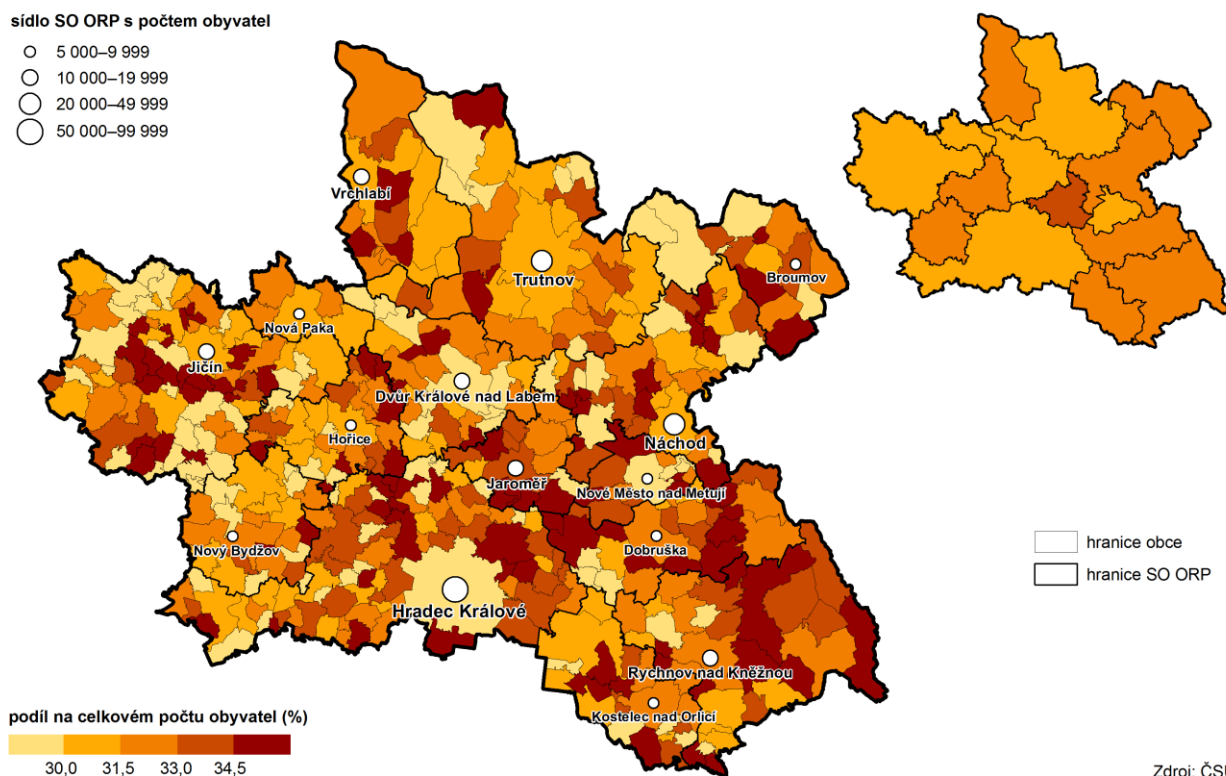 sídlo SO ORP s počtem obyvatel
5 000–9 999
10 000–19 999
20 000–49 999
50 000–99 999
Vrchlabí
Trutnov
Broumov
Nová Paka
Jičín
Dvůr Králové nad Labem
Hořice
Náchod
Jaroměř
Nové Město nad Metují
Nový Bydžov
Dobruška
hranice obce
hranice SO ORP
Hradec Králové
Rychnov nad Kněžnou
Kostelec nad Orlicí
podíl na celkovém počtu obyvatel (%)
30,0 31,5 33,0 34,5
Zdroj: